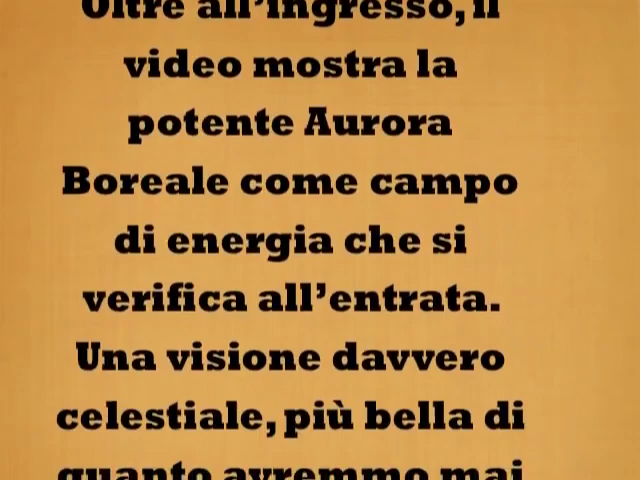 Oltre all'ingresso, il
video mostra la
potente Aurora
Boreale come campo
di energia che si
verifica all'entrata.
Una visione davvero
celestiale, più bella di
quanto avremmo mai